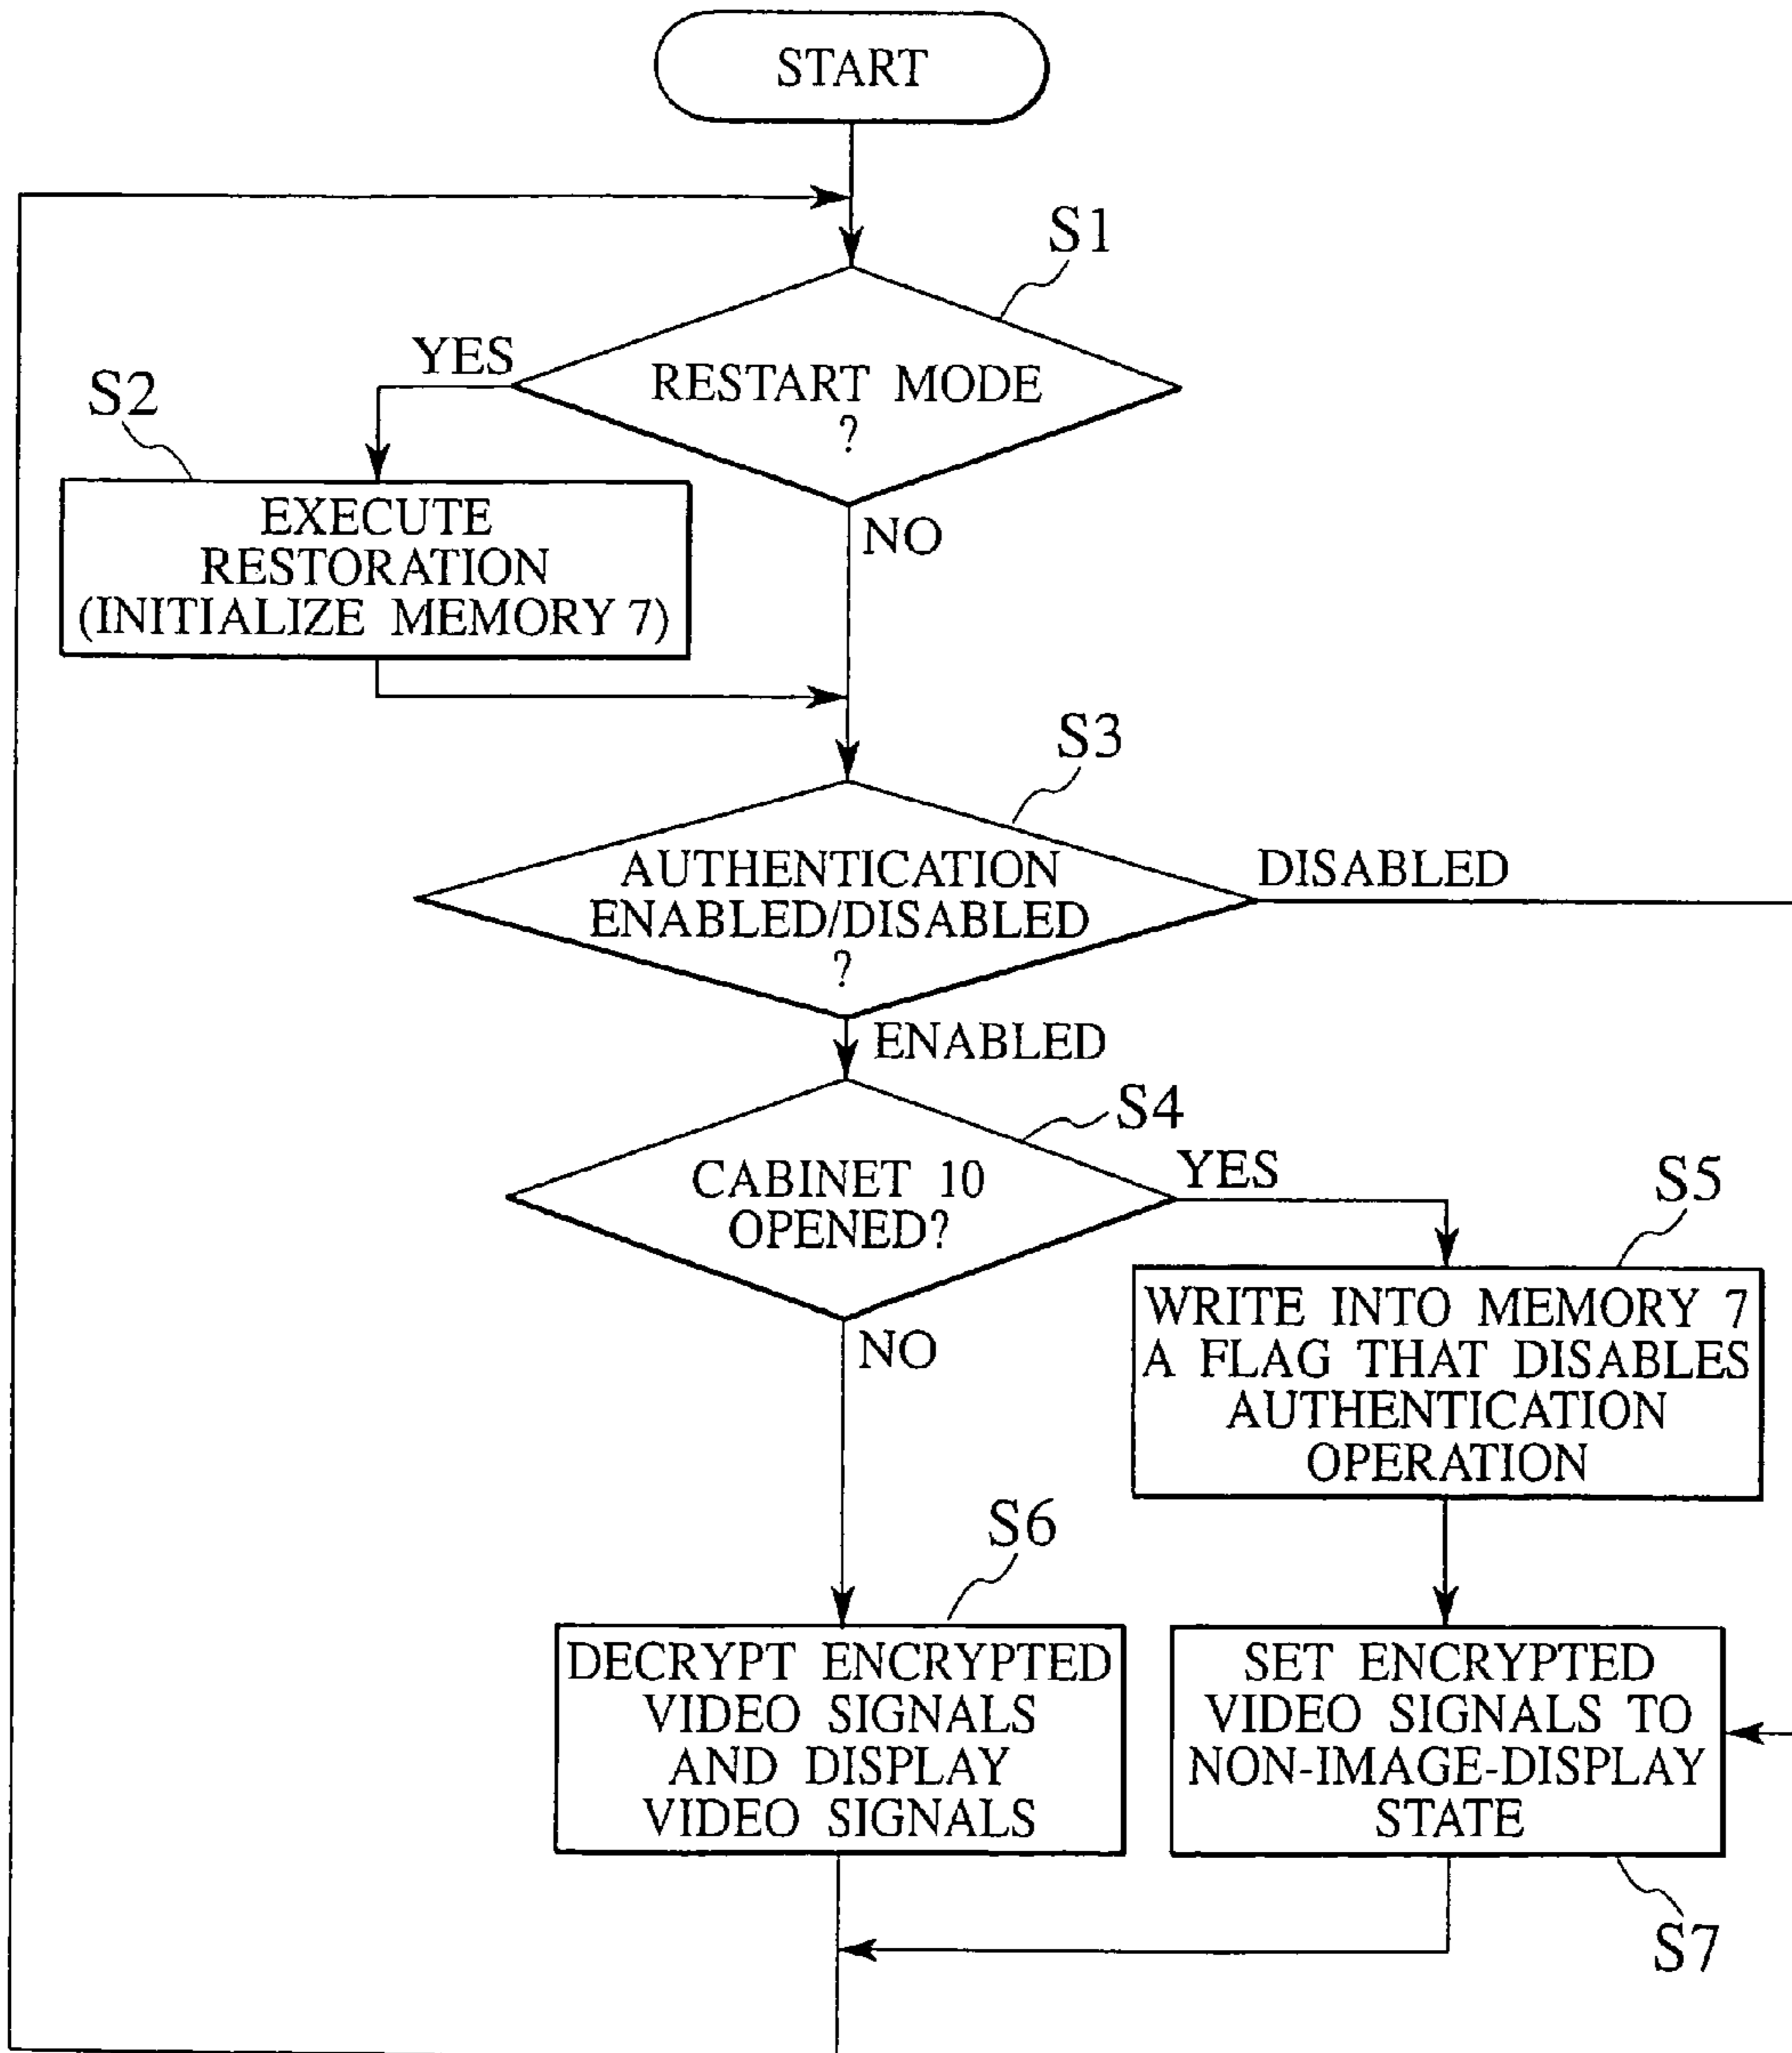 START
S1
YES
RESTART MODE
?
S2
NO
EXECUTE
RESTORATION
(INITIALIZE MEMORY 7)
S3
AUTHENTICATION
ENABLED/DISABLED
?
DISABLED
ENABLED
S4
CABINET 10
OPENED?
YES
S5
NO
WRITE INTO MEMORY 7
A FLAG THAT DISABLES
AUTHENTICATION
OPERATION
S6
DECRYPT ENCRYPTED
VIDEO SIGNALS
AND DISPLAY
VIDEO SIGNALS
SET ENCRYPTED
VIDEO SIGNALS TO
NON-IMAGE-DISPLAY
STATE
S7